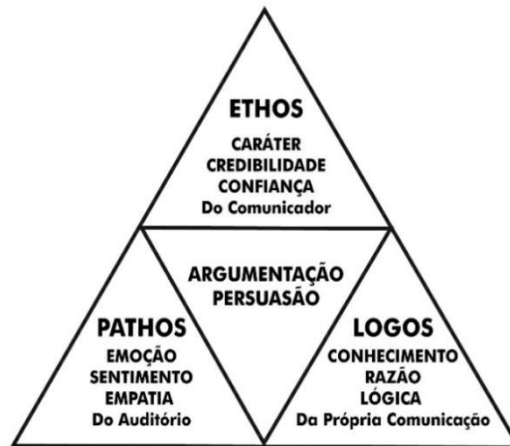 ETHOS
CARÁTER
CREDIBILIDADE
CONFIANÇA
Do Comunicador
ARGUMENTAÇÃO
PERSUASÃO
PATHOS
EMOÇÃO
SENTIMENTO
EMPATIA
Do Auditório
LOGOS
CONHECIMENTO
RAZÃO
LÓGICA
Da Própria Comunicação